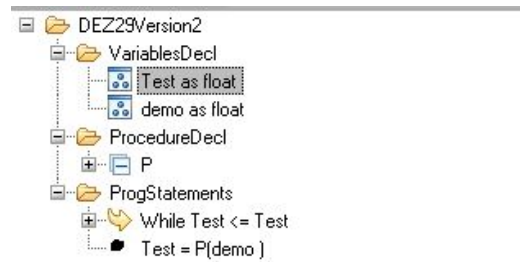 DEZ29Version2
VariablesDecl
Test as float
demo as float
ProcedureDecl
P
ProgStatements
While Test <= Test
Test = P(demo )